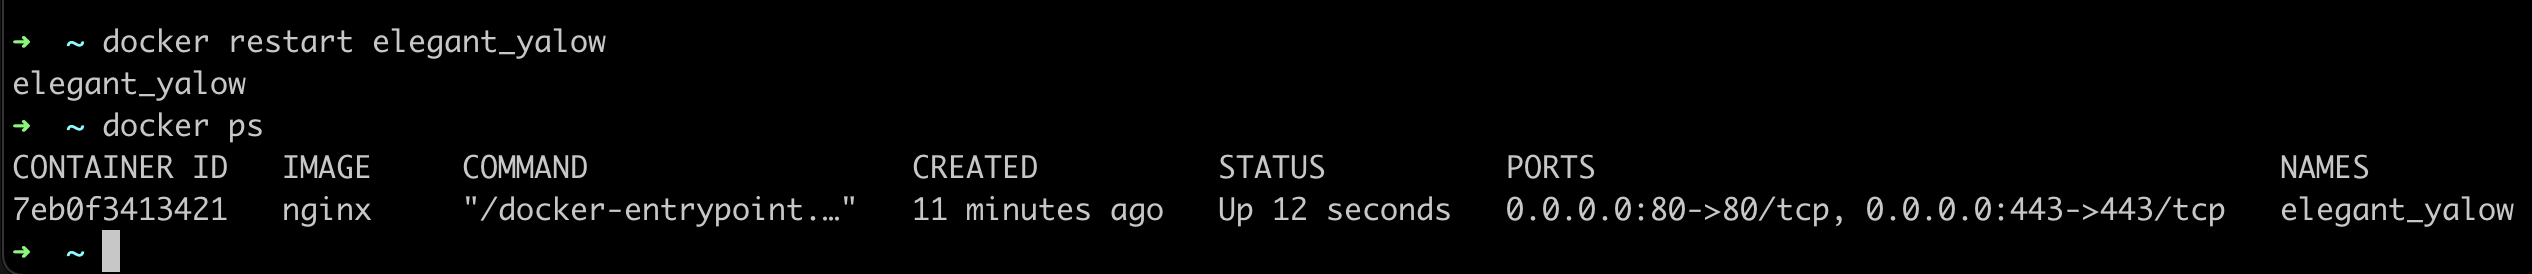 ➜  ~ docker restart elegant_yalow
elegant_yalow
➜  ~ docker ps
CONTAINER ID   IMAGE     COMMAND                  CREATED          STATUS          PORTS                                      NAMES
7eb0f3413421   nginx     "/docker-entrypoint.…"   11 minutes ago   Up 12 seconds   0.0.0.0:80->80/tcp, 0.0.0.0:443->443/tcp   elegant_yalow
➜  ~